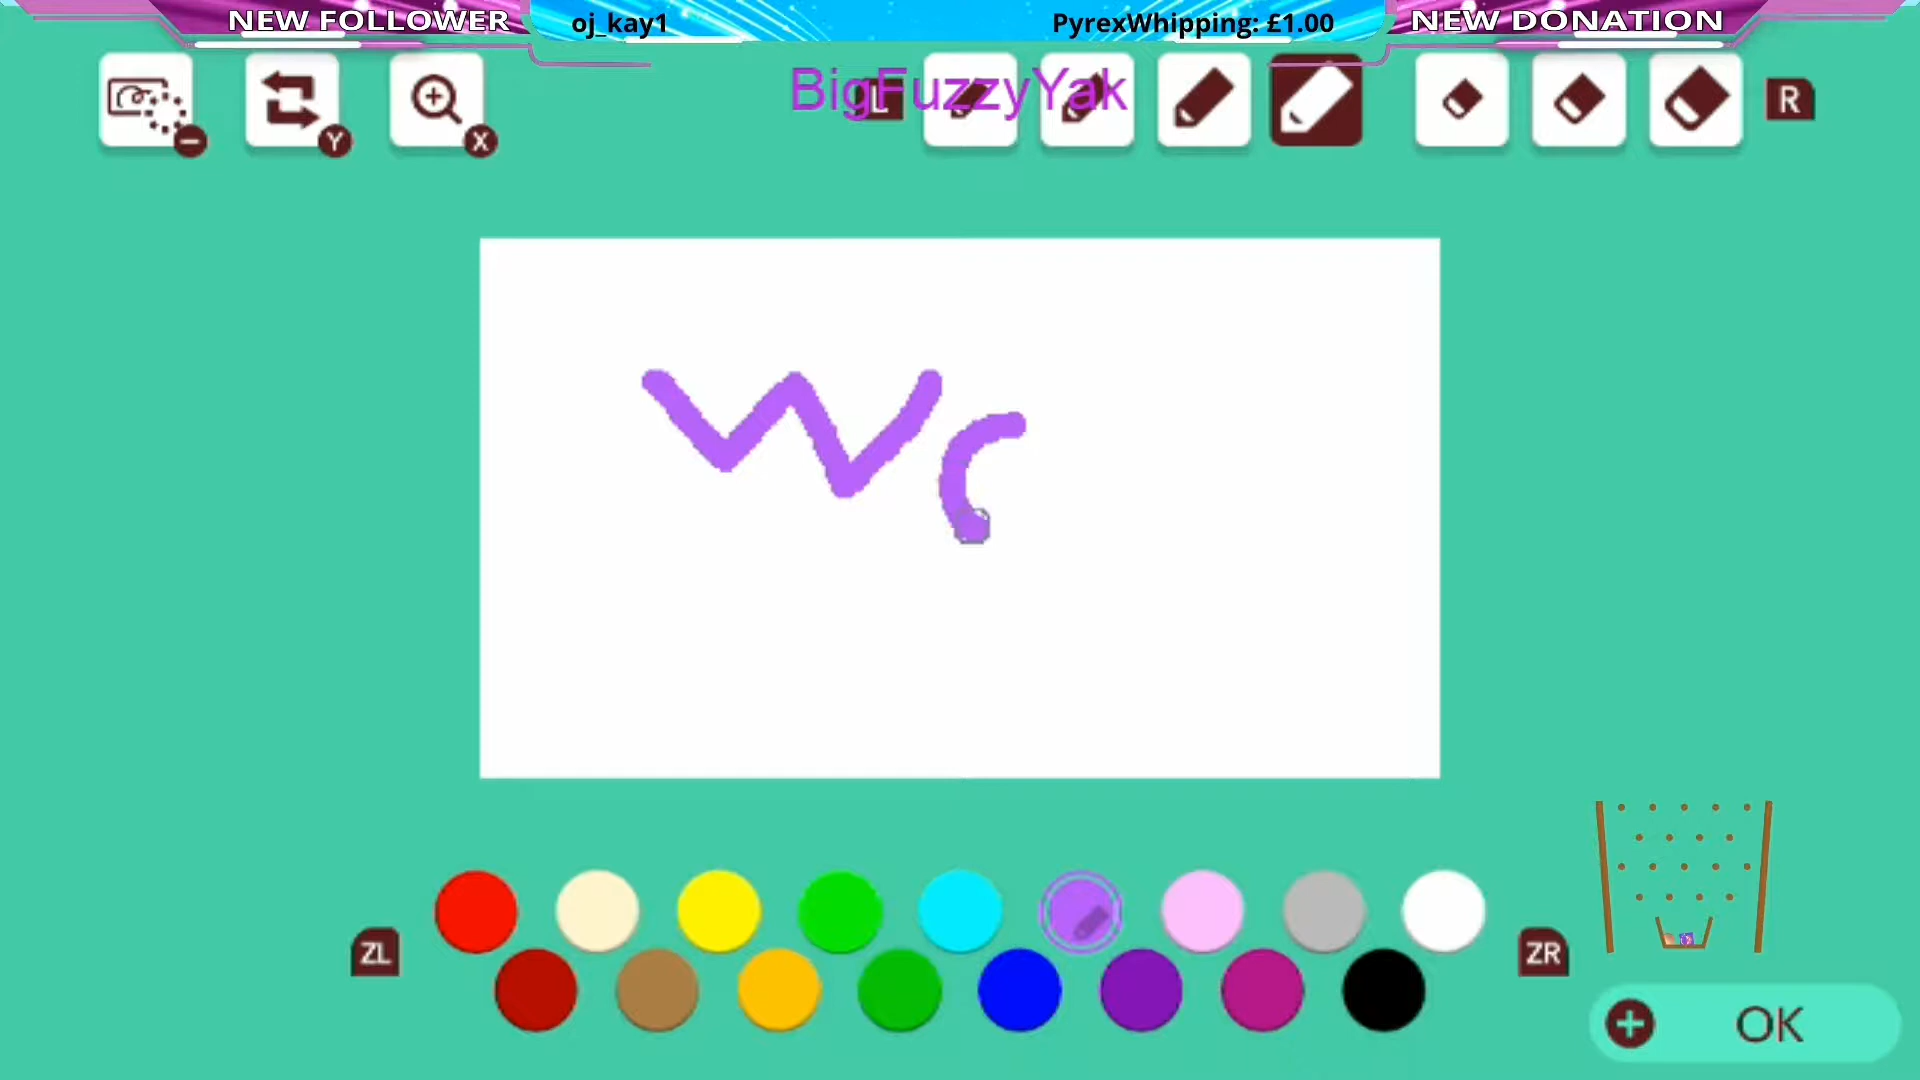 NEW FOLLOWER oj_kay1 PyrexWhipping: £1.00 NEW DONATION
BigFuzzyYak
L R
Y X
W
ZL ZR
OK